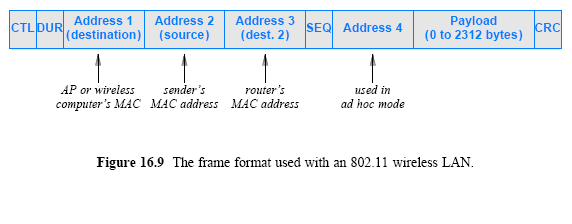 CTL DUR Address 1 (destination) Address 2 (source) Address 3 (dest. 2) SEQ Address 4 Payload (0 to 2312 bytes) CRC
AP or wireless computer's MAC
sender's MAC address
router's MAC address
used in ad hoc mode
Figure 16.9 The frame format used with an 802.11 wireless LAN.